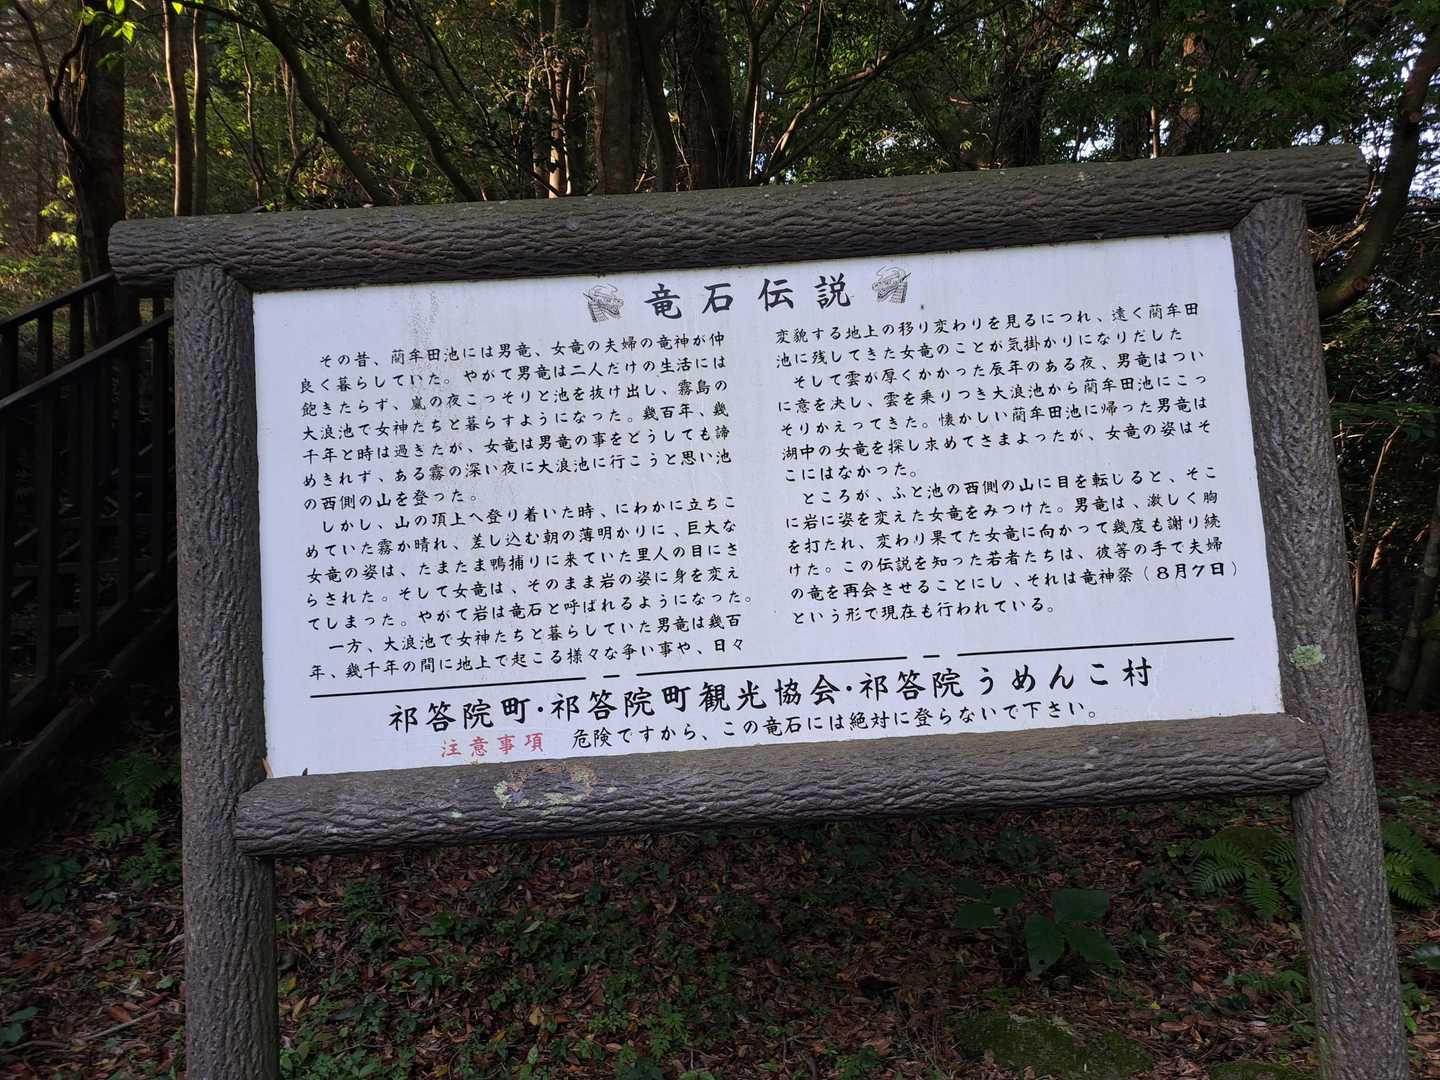 竜石伝説
その昔、藺牟田池には男竜、女竜の夫婦の竜神が仲
良く暮らしていた。やがて男竜は二人だけの生活には
飽きたらず、嵐の夜こっそりと池を抜け出し、霧島の
大浪池で女神たちと暮らすようになった。幾百年、幾
千年と時は過ぎたが、女竜は男竜の事をどうしても諦
めきれず、ある霧の深い夜に大浪池に行こうと思い池
の西側の山を登った。
しかし、山の頂上へ登り着いた時、にわかに立ちこ
めていた霧か晴れ、差し込む朝の薄明かりに、巨大な
女竜の姿は、たまたま鴨捕りに来ていた里人の目にさ
らされた。そして女竜は、そのまま岩の姿に身を変え
てしまった。やがて岩は竜石と呼ばれるようになった。
一方、大浪池で女神たちと暮らしていた男竜は幾百
年、幾千年の間に地上で起こる様々な争い事や、日々
変貌する地上の移り変わりを見るにつれ、遠く藺牟田
池に残してきた女竜のことが気掛かりになりだした
そして雲が厚くかかった辰年のある夜、男竜はつい
に意を決し、雲を乗りつき大浪池から藺牟田池にこっ
そりかえってきた。懐かしい藺牟田池に帰った男竜は
湖中の女竜を探し求めてさまよったが、女竜の姿はそ
こにはなかった。
ところが、ふと池の西側の山に目を転じると、そこ
に岩に姿を変えた女竜をみつけた。男竜は、激しく胸
を打たれ、変わり果てた女竜に向かって幾度も謝り続
けた。この伝説を知った若者たちは、彼等の手で夫婦
の竜を再会させることにし、それは竜神祭(8月7日)
という形で現在も行われている。
祁答院町・祁答院町観光協会・祁答院うめんこ村
注意事項 危険ですから、この竜石には絶対に登らないで下さい。